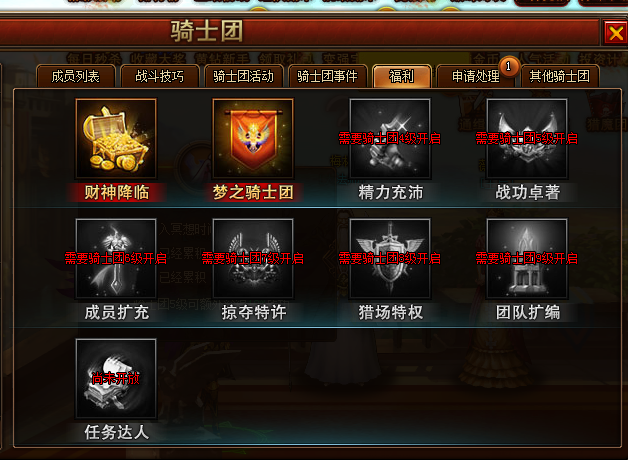 骑士团
成员列表 战斗技巧 骑士团活动 骑士团事件 福利 申请处理 1 其他骑士团
需要骑士团4级开启 需要骑士团5级开启
财神降临 梦之骑士团 精力充沛 战功卓著
需要骑士团6级开启 需要骑士团7级开启 需要骑士团8级开启 需要骑士团9级开启
成员扩充 掠夺特许 猎场特权 团队扩编
尚未开放
任务达人